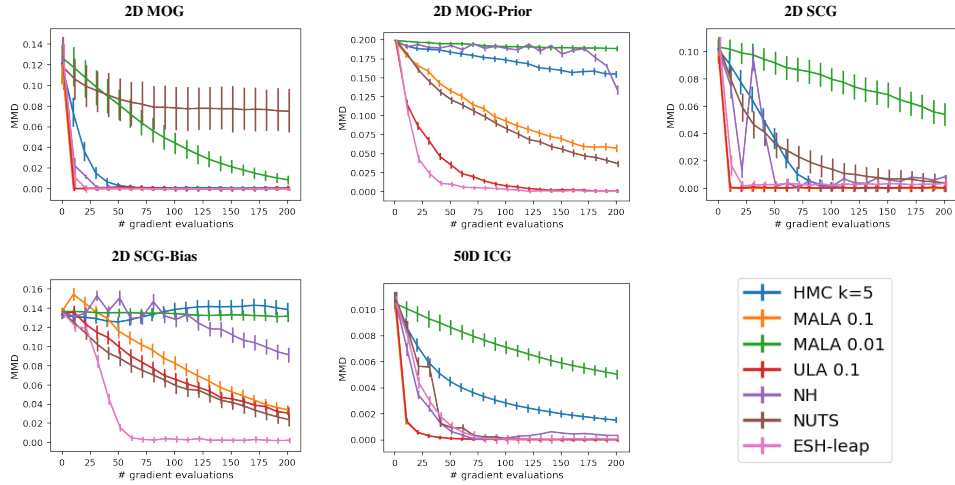 2D MOG
MMD
0.14
0.12
0.10
0.08
0.06
0.04
0.02
0.00
0 25 50 75 100 125 150 175 200
# gradient evaluations
2D MOG-Prior
MMD
0.200
0.175
0.150
0.125
0.100
0.075
0.050
0.025
0.000
0 25 50 75 100 125 150 175 200
# gradient evaluations
2D SCG
MMD
0.10
0.08
0.06
0.04
0.02
0.00
0 25 50 75 100 125 150 175 200
# gradient evaluations
2D SCG-Bias
MMD
0.16
0.14
0.12
0.10
0.08
0.06
0.04
0.02
0.00
0 25 50 75 100 125 150 175 200
# gradient evaluations
50D ICG
MMD
0.010
0.008
0.006
0.004
0.002
0.000
0 25 50 75 100 125 150 175 200
# gradient evaluations
HMC k=5
MALA 0.1
MALA 0.01
ULA 0.1
NH
NUTS
ESH-leap